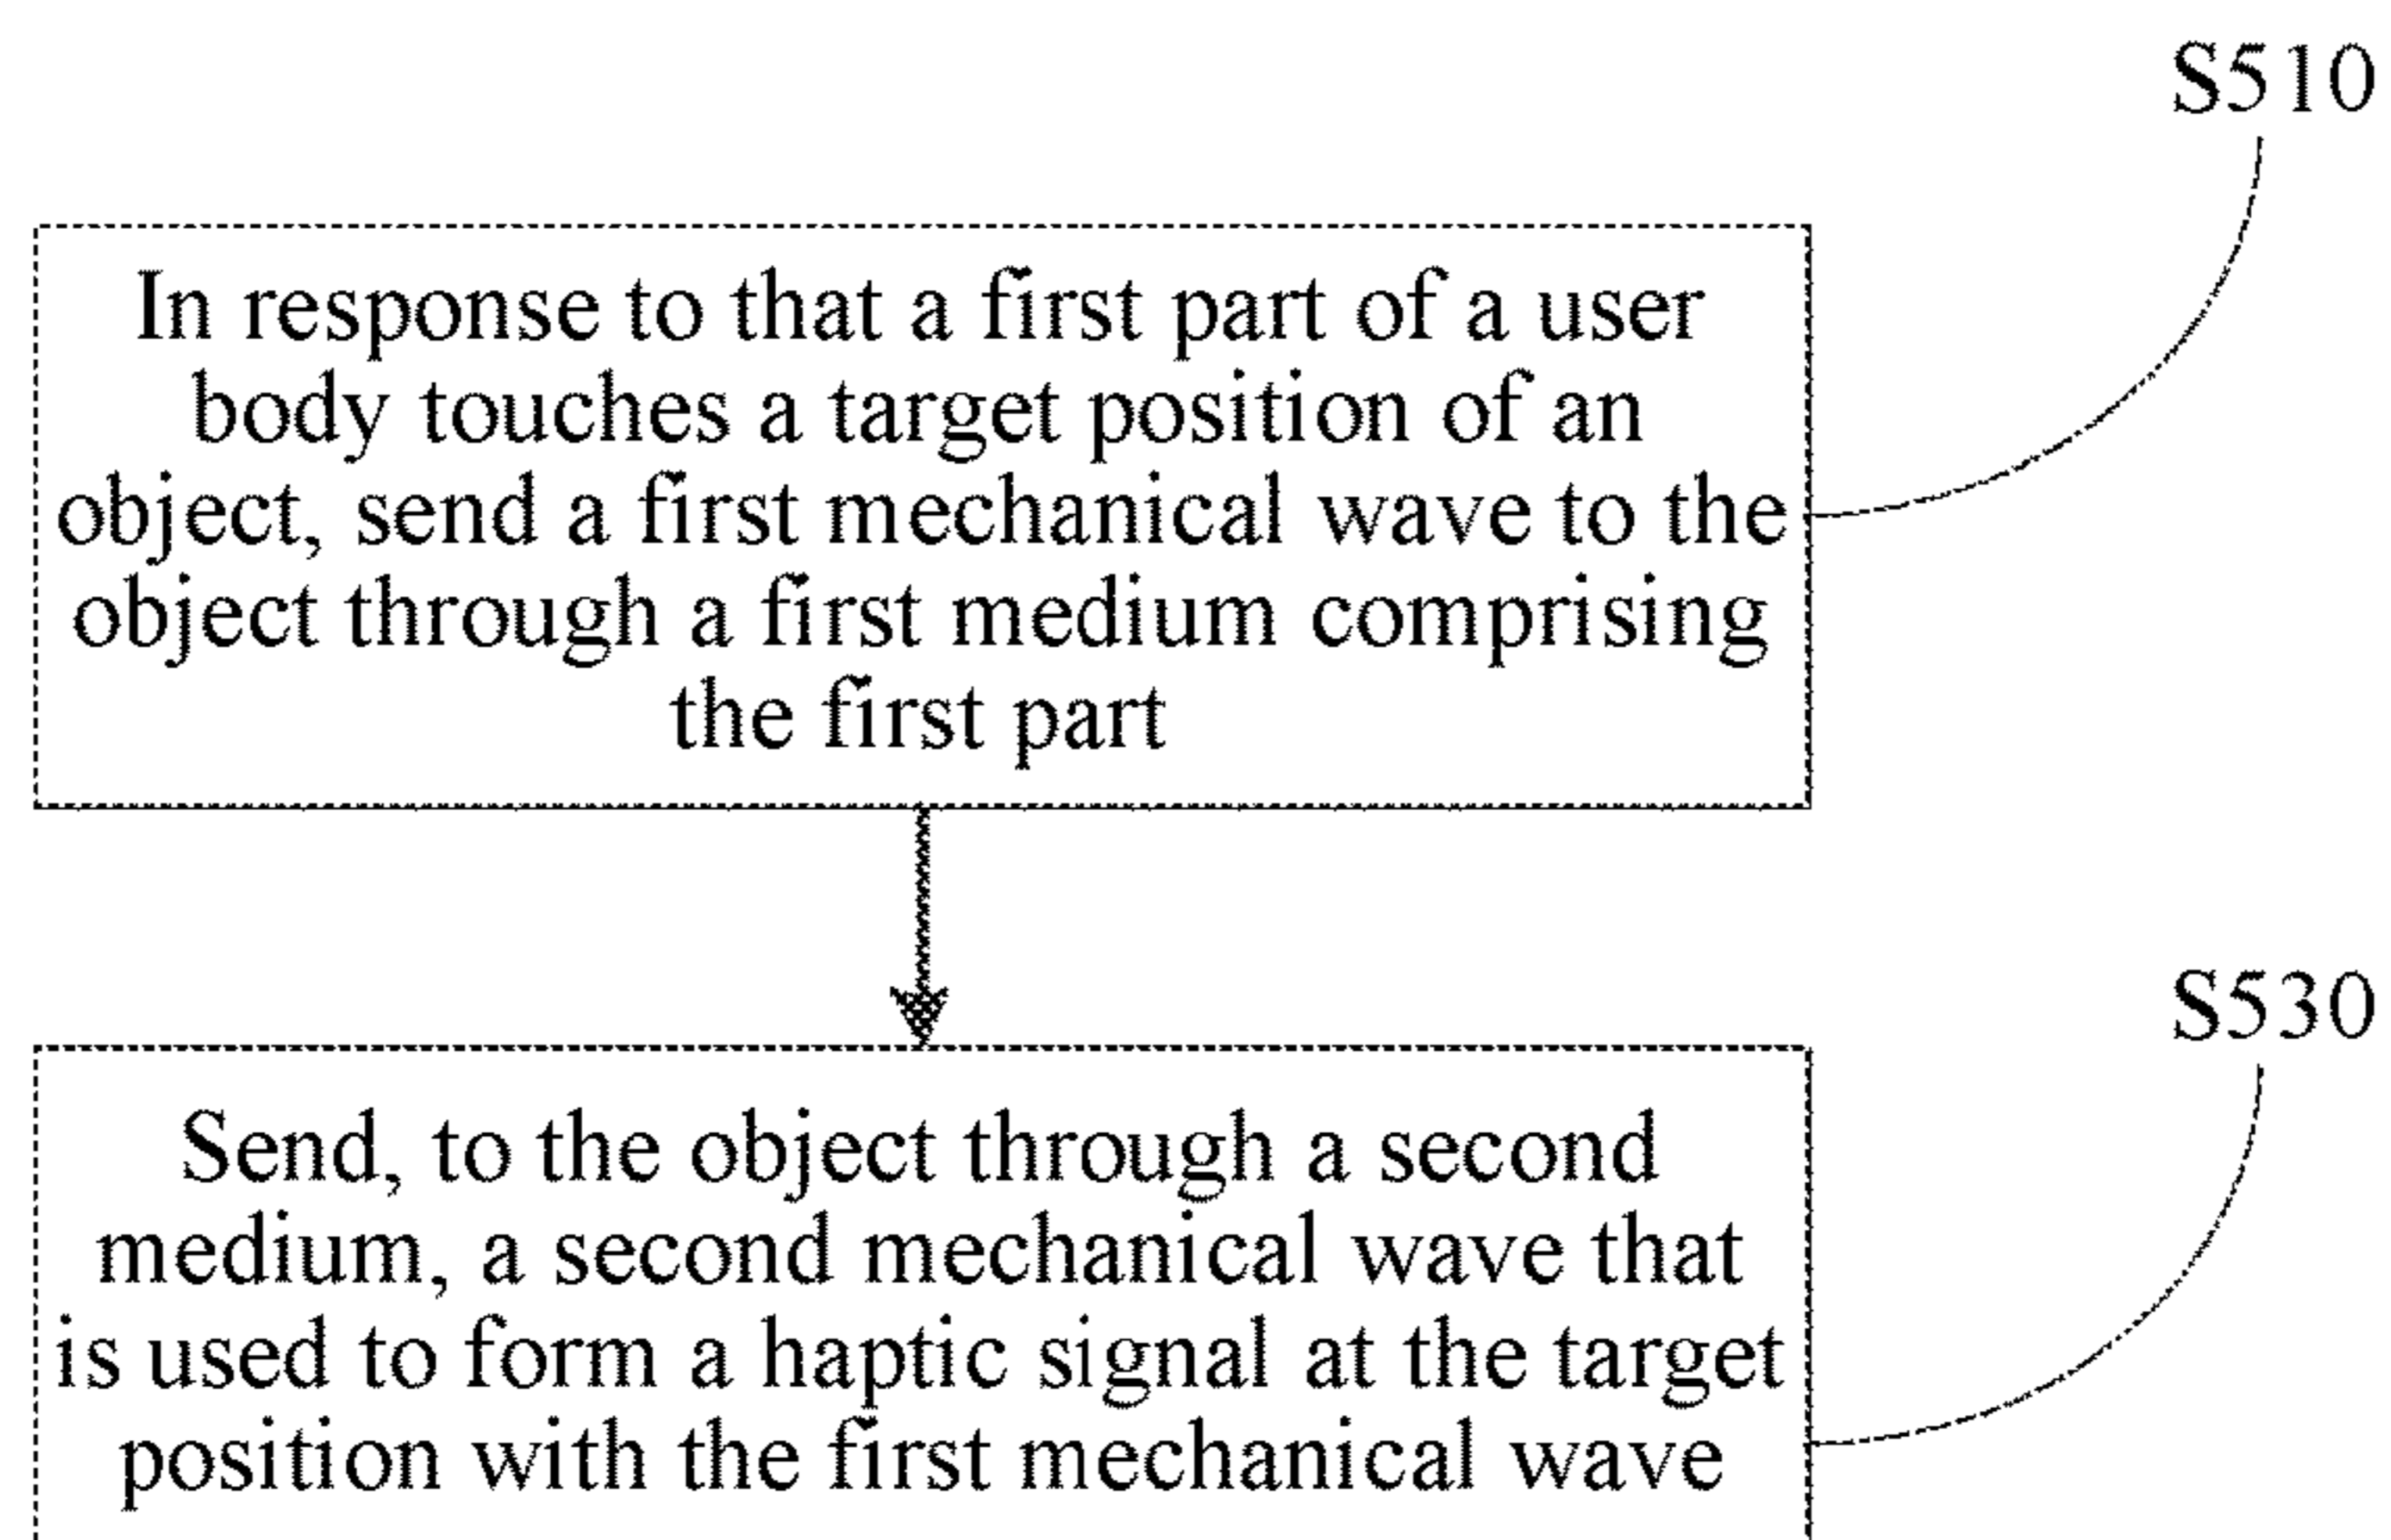 S510
In response to that a first part of a user
body touches a target position of an
object, send a first mechanical wave to the
object through a first medium comprising
the first part
S530
Send, to the object through a second
medium, a second mechanical wave that
is used to form a haptic signal at the target
position with the first mechanical wave